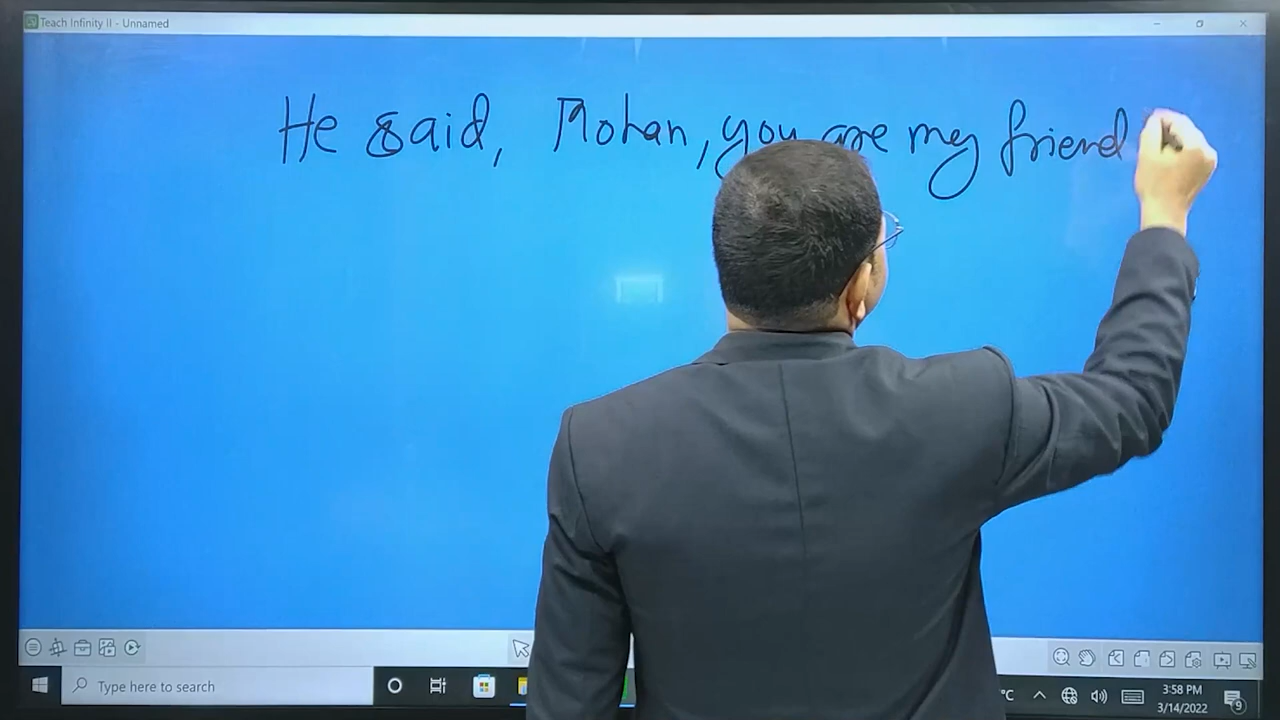 Teach Infinity II - Unnamed
He said, Mohan, you are my friend
Type here to search
°C
3:58 PM
3/14/2022
9